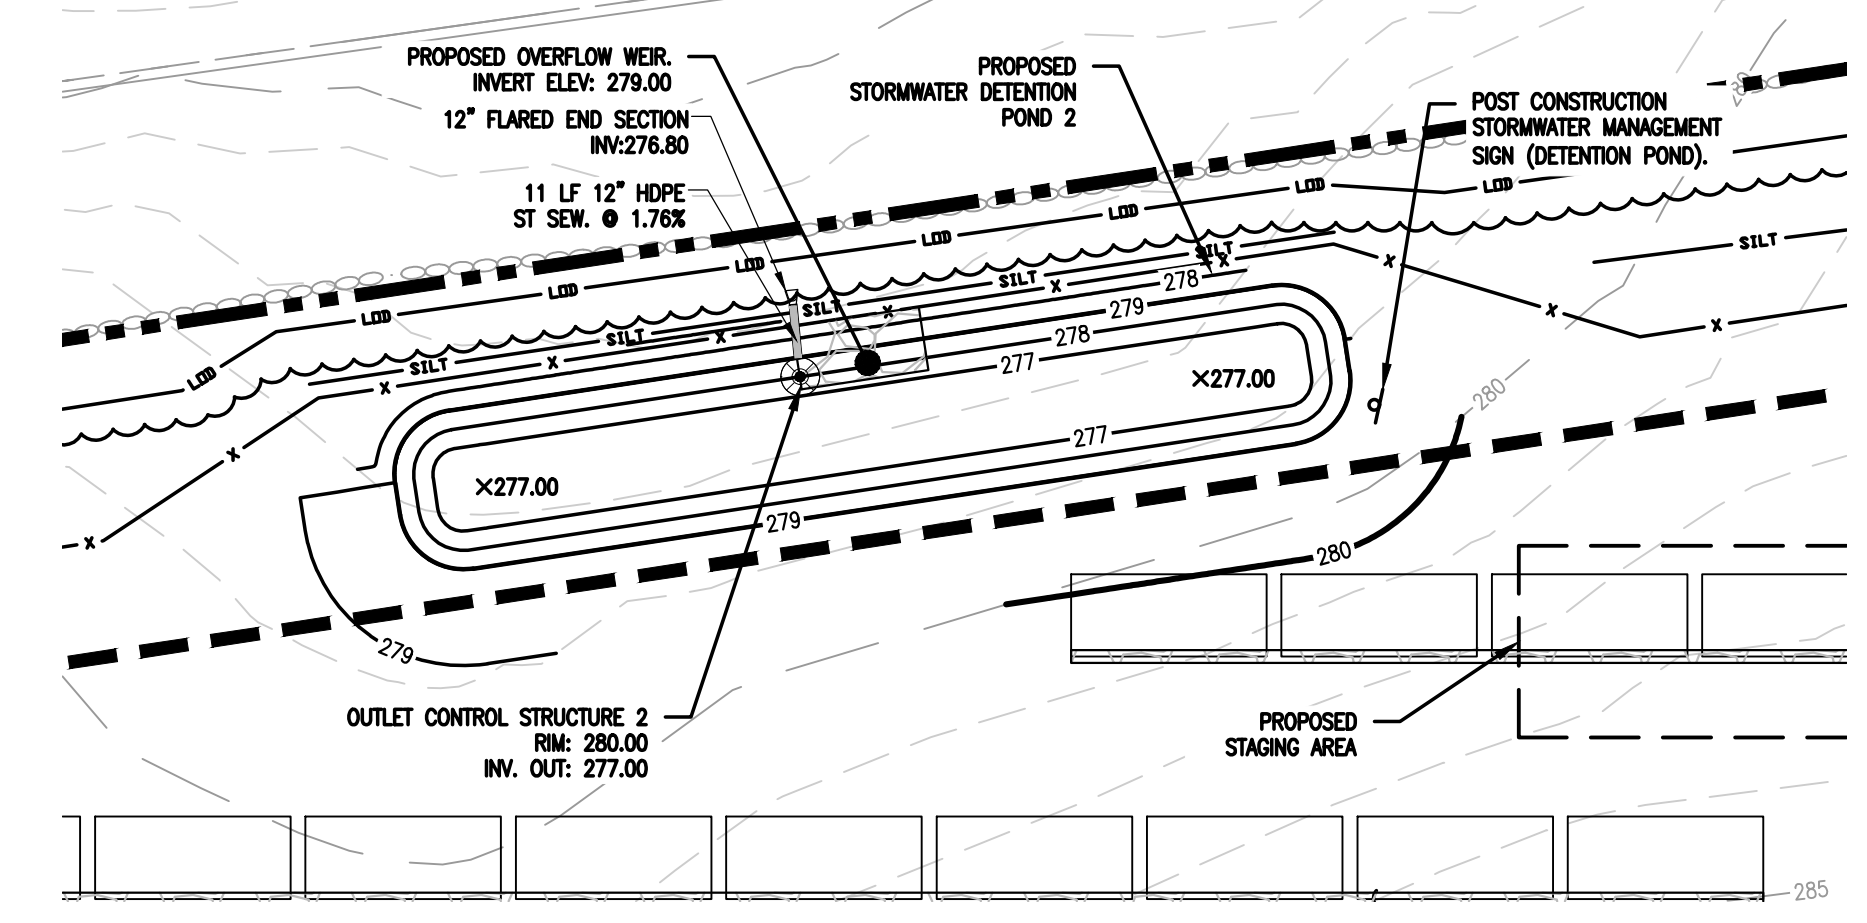 PROPOSED OVERFLOW WEIR.
INVERT ELEV: 279.00
12" FLARED END SECTION
INV:276.80
11 LF 12" HDPE
ST SEW. @ 1.76%
PROPOSED
STORMWATER DETENTION
POND 2
POST CONSTRUCTION
STORMWATER MANAGEMENT
SIGN (DETENTION POND).
LOD
LOD
LOD
LOD
LOD
LOD
LOD
LOD
SILT
SILT
SILT
SILT
SILT
SILT
X
X
X
X
X
X
X
X
X
X
X
278
279
278
277
×277.00
277
×277.00
279
280
280
279
OUTLET CONTROL STRUCTURE 2
RIM: 280.00
INV. OUT: 277.00
PROPOSED
STAGING AREA
285